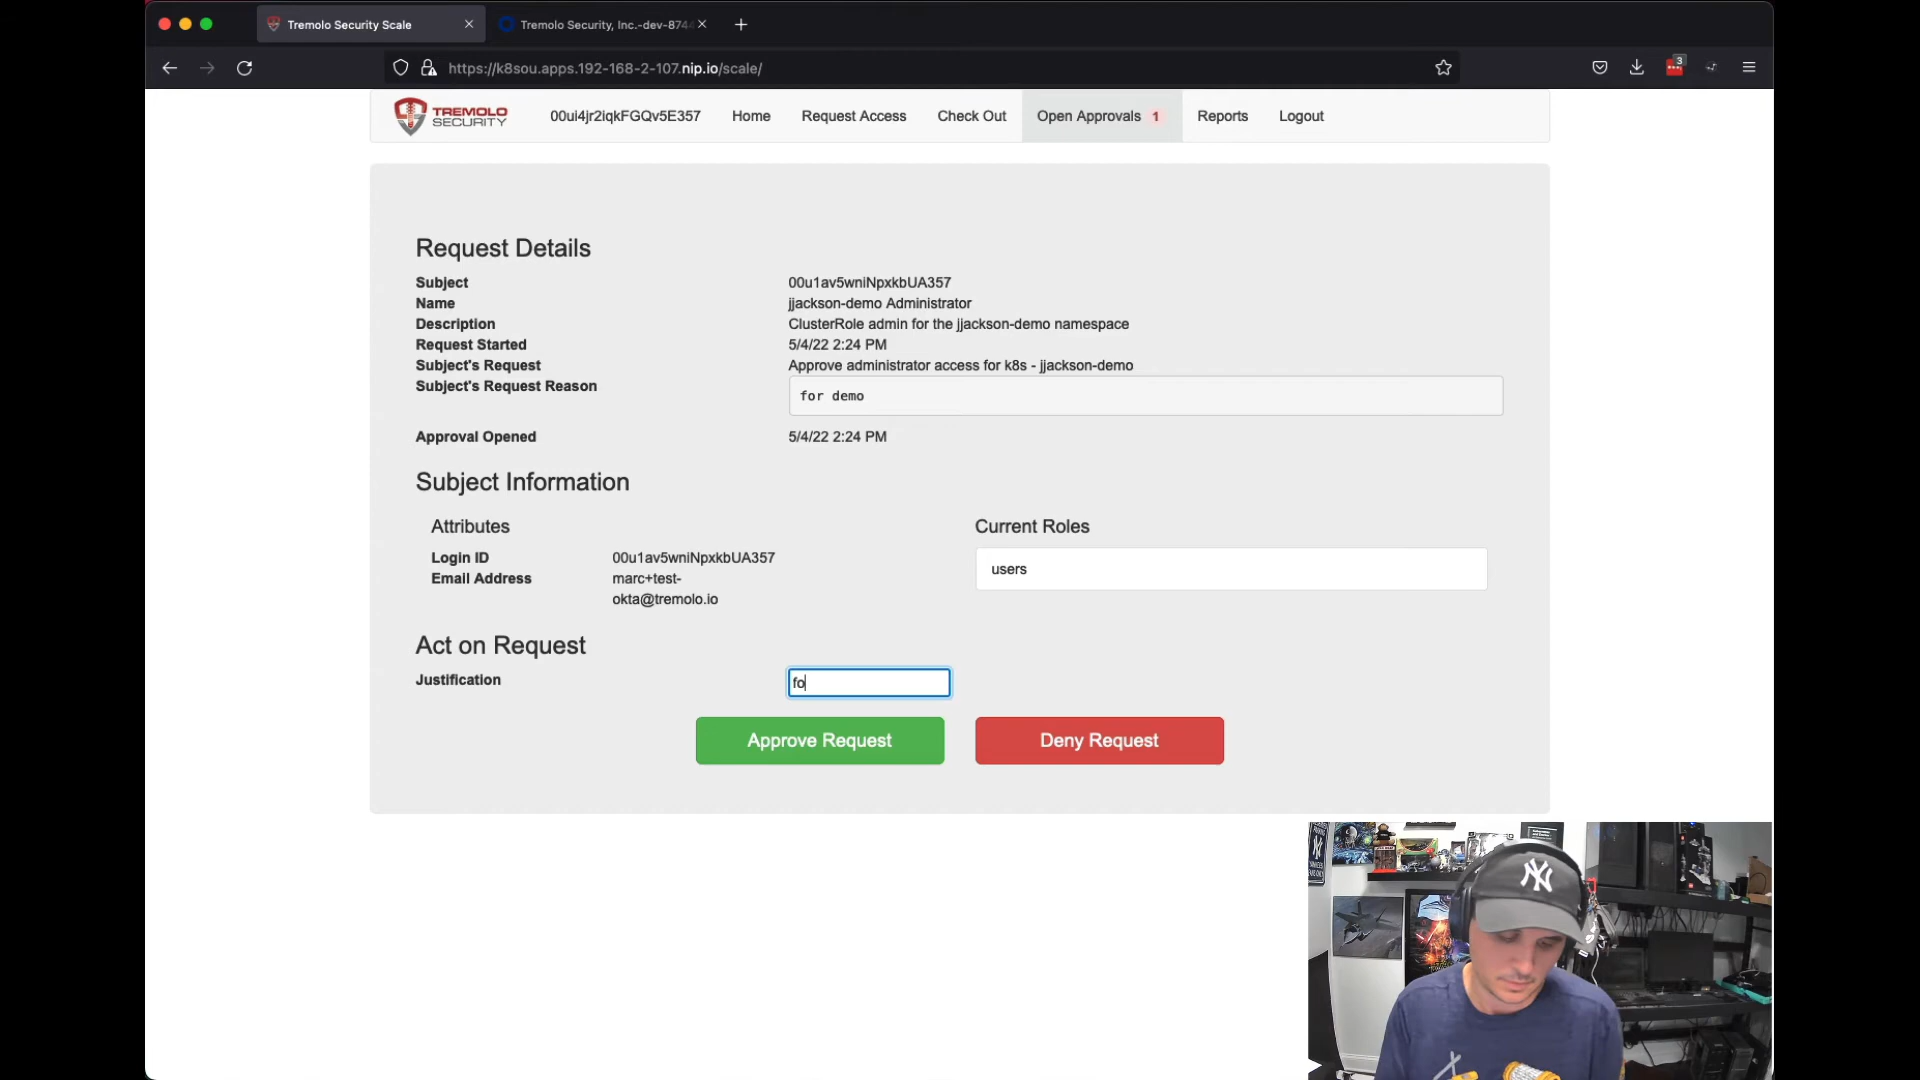 Tremolo Security Scale
Tremolo Security, Inc.-dev-874
https://k8sou.apps.192-168-2-107.nip.io/scale/
3
TREMOLO
SECURITY
00ui4jr2iqkFGQv5E357
Home
Request Access
Check Out
Open Approvals 1
Reports
Logout
Request Details
Subject 00u1av5wniNpxkbUA357
Name jjackson-demo Administrator
Description ClusterRole admin for the jjackson-demo namespace
Request Started 5/4/22 2:24 PM
Subject's Request Approve administrator access for k8s - jjackson-demo
Subject's Request Reason
for demo
Approval Opened 5/4/22 2:24 PM
Subject Information
Attributes
Login ID 00u1av5wniNpxkbUA357
Email Address marc+test-
okta@tremolo.io
Current Roles
users
Act on Request
Justification fo
Approve Request
Deny Request
NY